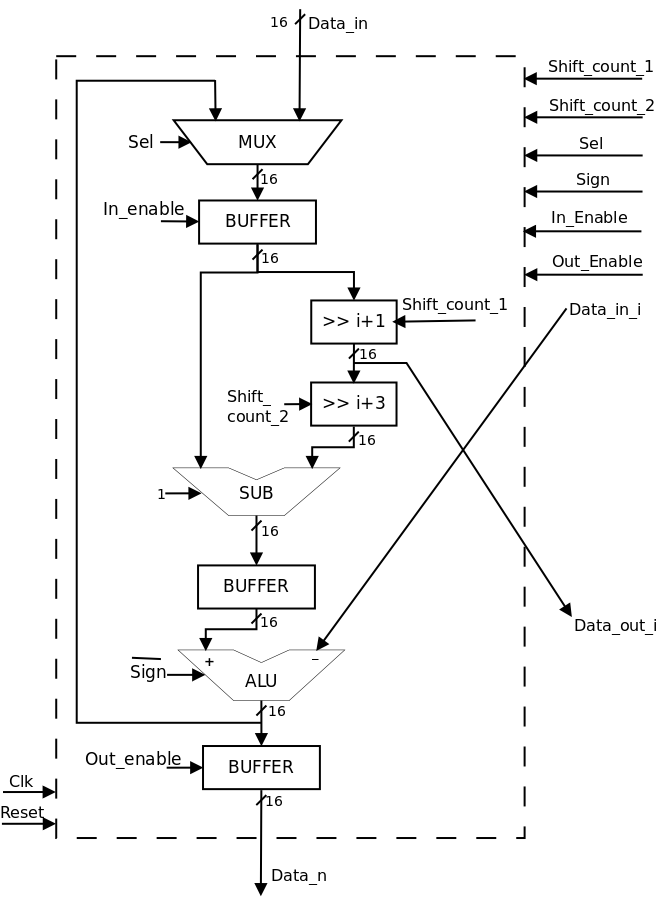 16 Data_in
Shift_count_1
Shift_count_2
Sel
MUX
Sel
16
Sign
In_enable
BUFFER
In_Enable
16
Out_Enable
Shift_count_1
Data_in_i
>> i+1
16
Shift_
count_2
>> i+3
16
1
SUB
16
BUFFER
16
Data_out_i
+
–
Sign
ALU
16
Out_enable
BUFFER
Clk
16
Reset
Data_n